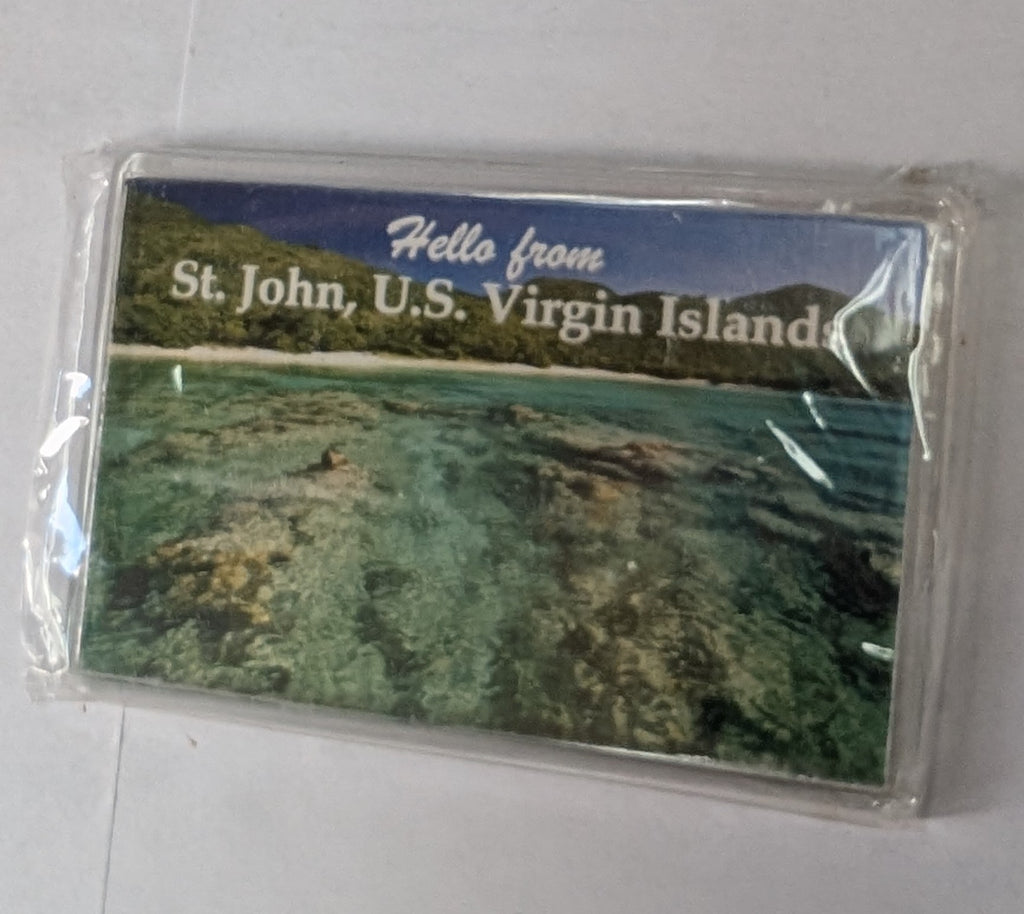 Hello from
St. John, U.S. Virgin Islands